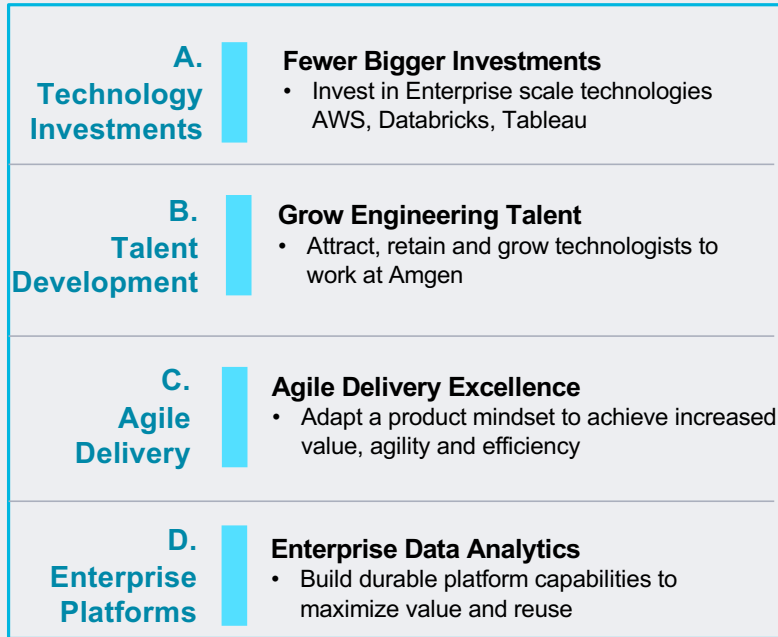 A.
Technology
Investments
Fewer Bigger Investments
• Invest in Enterprise scale technologies
AWS, Databricks, Tableau
B.
Talent
Development
Grow Engineering Talent
• Attract, retain and grow technologists to
work at Amgen
C.
Agile
Delivery
Agile Delivery Excellence
• Adapt a product mindset to achieve increased
value, agility and efficiency
D.
Enterprise
Platforms
Enterprise Data Analytics
• Build durable platform capabilities to
maximize value and reuse